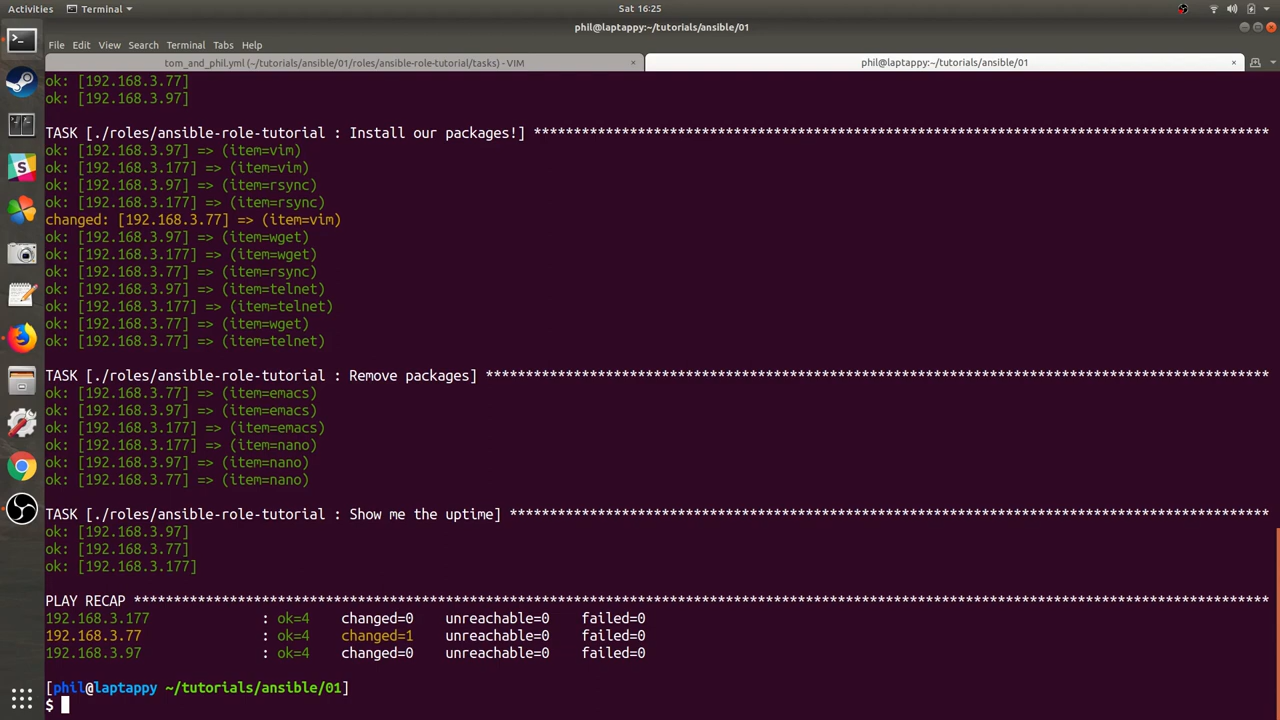 Activities Terminal Sat 16:25
phil@laptappy:~/tutorials/ansible/01
File Edit View Search Terminal Tabs Help
tom_and_phil.yml (~/tutorials/ansible/01/roles/ansible-role-tutorial/tasks) - VIM × phil@laptappy:~/tutorials/ansible/01 ×
ok: [192.168.3.77]
ok: [192.168.3.97]
TASK [./roles/ansible-role-tutorial : Install our packages!] *******************************************************************************************
ok: [192.168.3.97] => (item=vim)
ok: [192.168.3.177] => (item=vim)
ok: [192.168.3.97] => (item=rsync)
ok: [192.168.3.177] => (item=rsync)
changed: [192.168.3.77] => (item=vim)
ok: [192.168.3.97] => (item=wget)
ok: [192.168.3.177] => (item=wget)
ok: [192.168.3.77] => (item=rsync)
ok: [192.168.3.97] => (item=telnet)
ok: [192.168.3.177] => (item=telnet)
ok: [192.168.3.77] => (item=wget)
ok: [192.168.3.77] => (item=telnet)
TASK [./roles/ansible-role-tutorial : Remove packages] *************************************************************************************************
ok: [192.168.3.77] => (item=emacs)
ok: [192.168.3.97] => (item=emacs)
ok: [192.168.3.177] => (item=emacs)
ok: [192.168.3.177] => (item=nano)
ok: [192.168.3.97] => (item=nano)
ok: [192.168.3.77] => (item=nano)
TASK [./roles/ansible-role-tutorial : Show me the uptime] **********************************************************************************************
ok: [192.168.3.97]
ok: [192.168.3.77]
ok: [192.168.3.177]
PLAY RECAP *********************************************************************************************************************************************
192.168.3.177 : ok=4 changed=0 unreachable=0 failed=0
192.168.3.77 : ok=4 changed=1 unreachable=0 failed=0
192.168.3.97 : ok=4 changed=0 unreachable=0 failed=0
[phil@laptappy ~/tutorials/ansible/01]
$